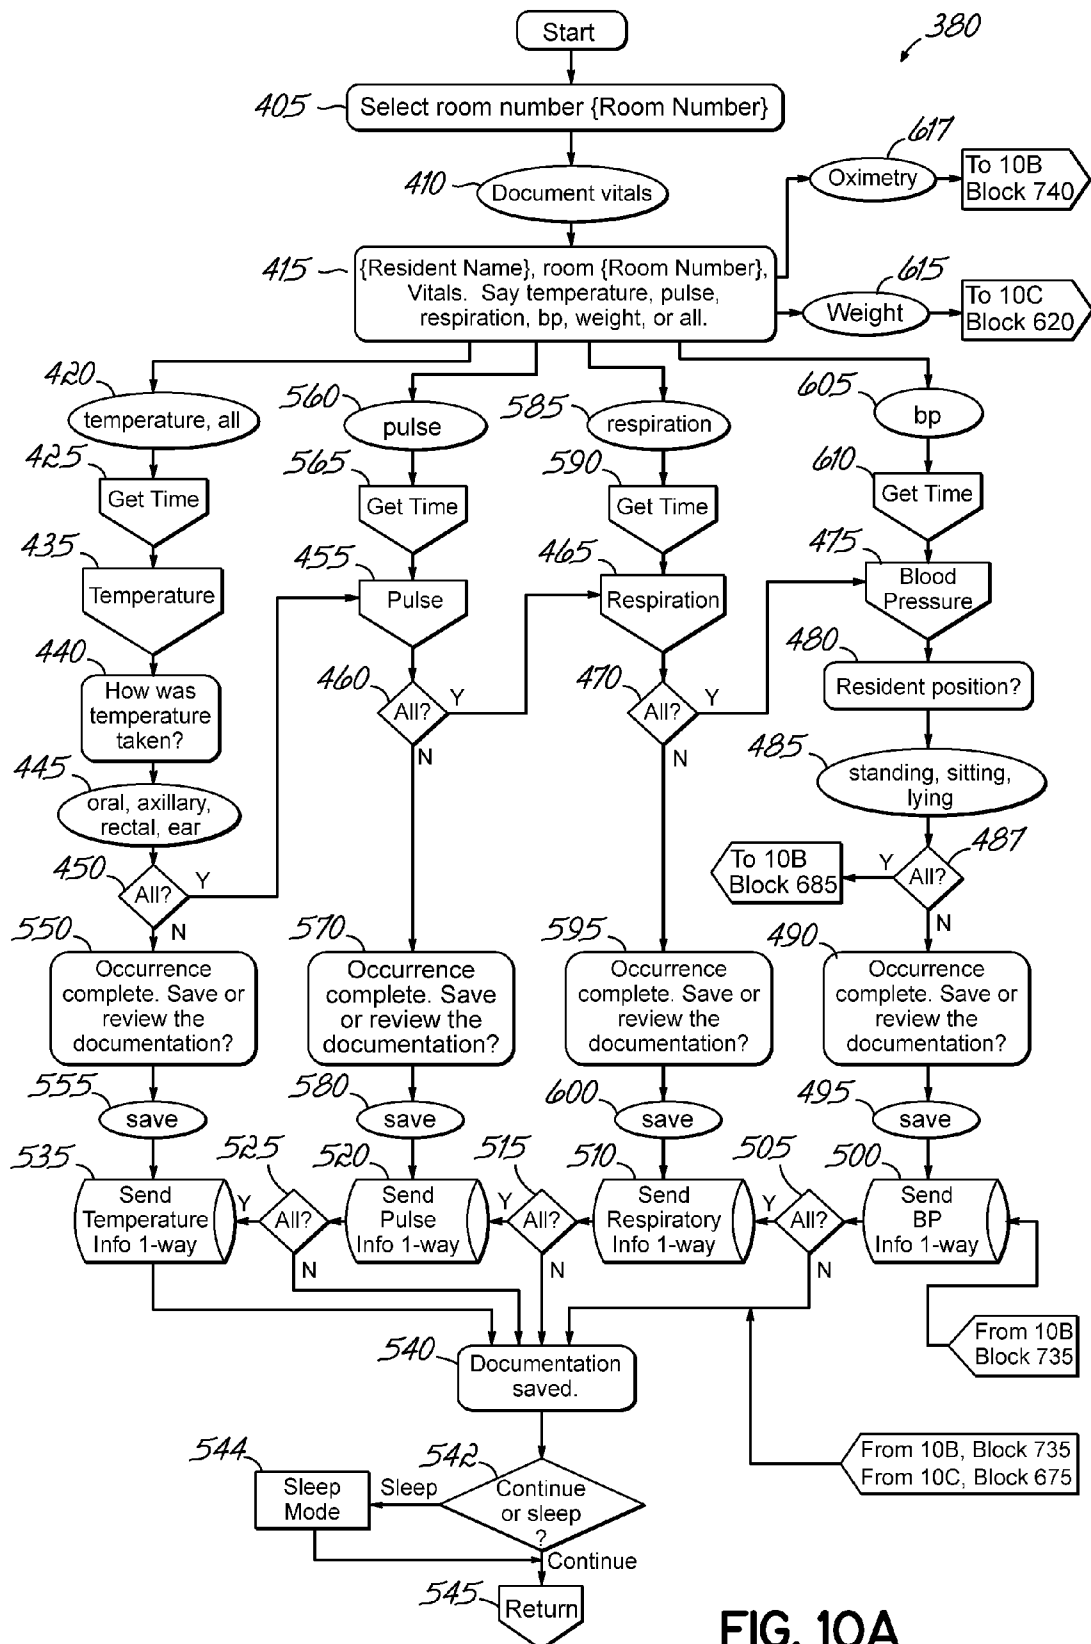 Start
380
405
Select room number {Room Number}
617
410
Document vitals
Oximetry
To 10B
Block 740
415
{Resident Name}, room {Room Number},
Vitals. Say temperature, pulse,
respiration, bp, weight, or all.
615
Weight
To 10C
Block 620
420
temperature, all
560
pulse
585
respiration
605
bp
425
Get Time
565
Get Time
590
Get Time
610
Get Time
435
Temperature
455
Pulse
465
Respiration
475
Blood
Pressure
440
How was
temperature
taken?
460
All?
Y
N
470
All?
Y
N
480
Resident position?
445
oral, axillary,
rectal, ear
485
standing, sitting,
lying
450
All?
Y
N
To 10B
Block 685
Y
All?
487
N
550
Occurrence
complete. Save or
review the
documentation?
570
Occurrence
complete. Save
or review the
documentation?
595
Occurrence
complete. Save or
review the
documentation?
490
Occurrence
complete. Save or
review the
documentation?
555
save
580
save
600
save
495
save
535
Send
Temperature
Info 1-way
525
Y
All?
N
520
Send
Pulse
Info 1-way
515
Y
All?
N
510
Send
Respiratory
Info 1-way
505
Y
All?
N
500
Send
BP
Info 1-way
From 10B
Block 735
540
Documentation
saved.
From 10B, Block 735
From 10C, Block 675
544
Sleep
Mode
Sleep
542
Continue
or sleep
?
Continue
545
Return
FIG. 10A